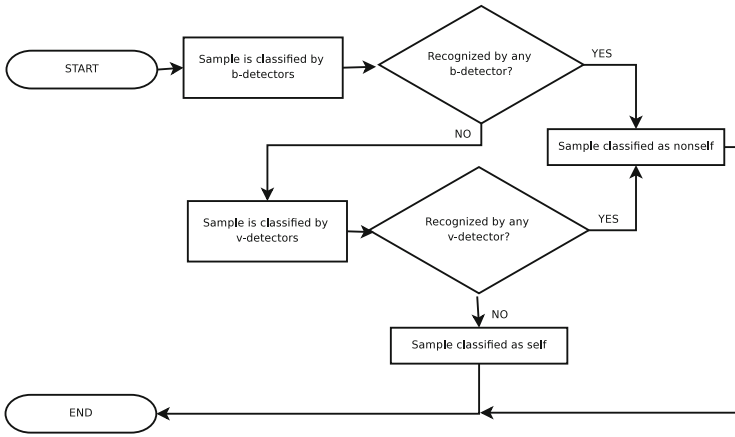 START
Sample is classified by
b-detectors
Recognized by any
b-detector?
YES
NO
Sample classified as nonself
Sample is classified by
v-detectors
Recognized by any
v-detector?
YES
NO
Sample classified as self
END